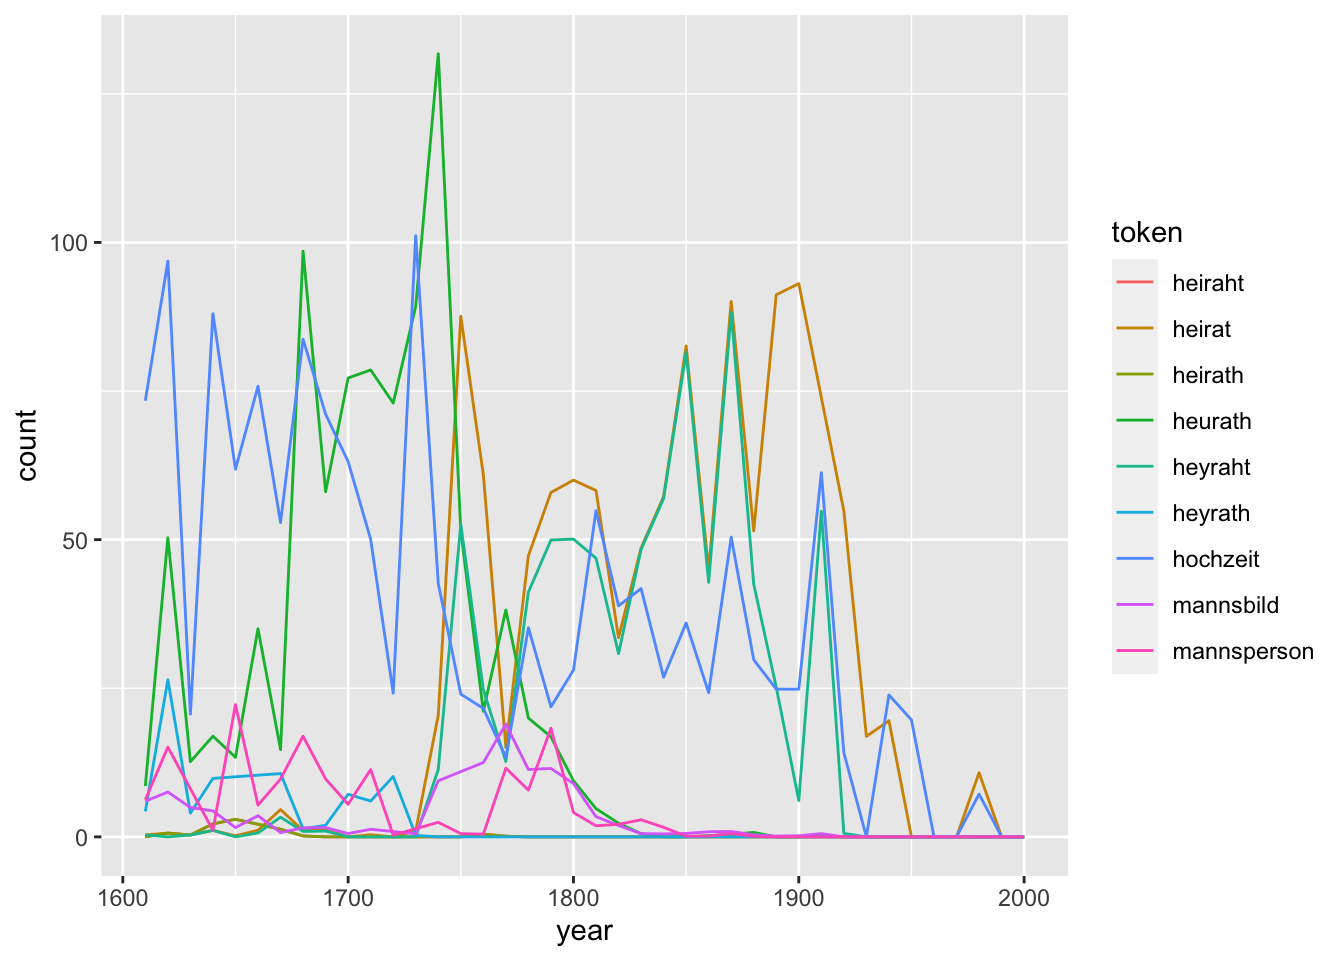 100
50
0
count
1600 1700 1800 1900 2000
year
token
heiraht
heirat
heirath
heurath
heyraht
heyrath
hochzeit
mannsbild
mannsperson